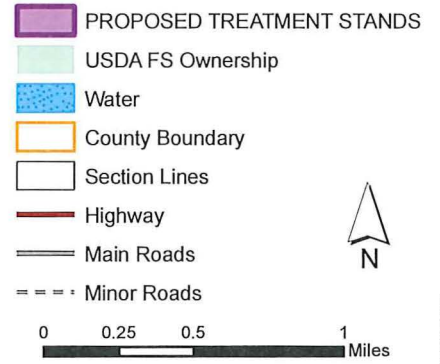 PROPOSED TREATMENT STANDS
USDA FS Ownership
Water
County Boundary
Section Lines
Highway
Main Roads
Minor Roads
N
0 0.25 0.5 1
Miles